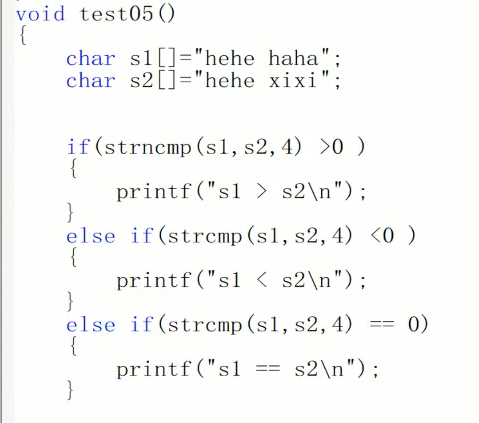 void test05()
{
char s1[]="hehe haha";
char s2[]="hehe xixi";
if(strncmp(s1,s2,4) >0 )
{
printf("s1 > s2\n");
}
else if(strcmp(s1,s2,4) <0 )
{
printf("s1 < s2\n");
}
else if(strcmp(s1,s2,4) == 0)
{
printf("s1 == s2\n");
}